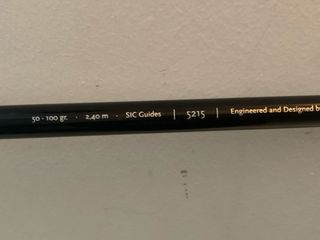 50 - 100 gr. · 2,40 m · SIC Guides | 5215 | Engineered and Designed b